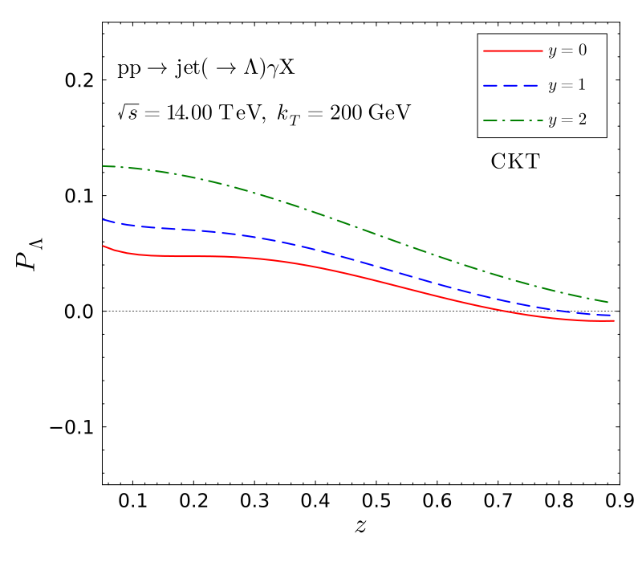 pp → jet( → Λ)γX
√s = 14.00 TeV, k_T = 200 GeV
y = 0
y = 1
y = 2
CKT
P_Λ
0.2
0.1
0.0
−0.1
0.1 0.2 0.3 0.4 0.5 0.6 0.7 0.8 0.9
z